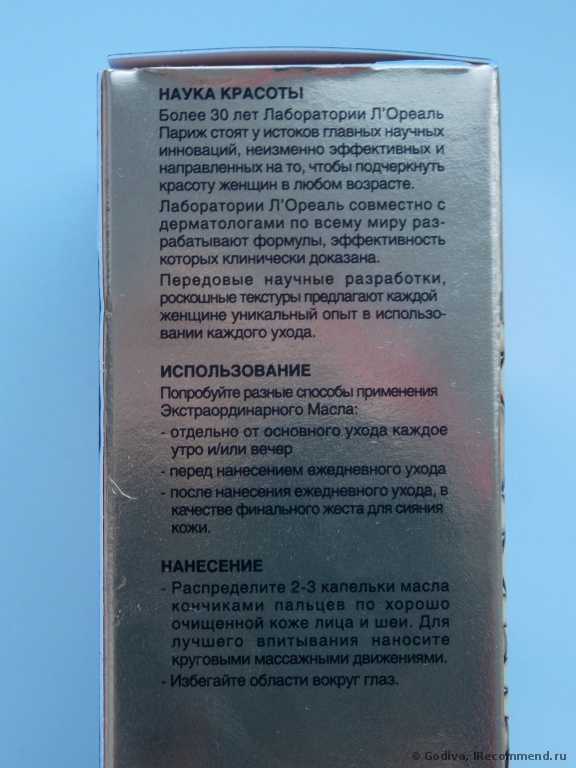 НАУКА КРАСОТЫ
Более 30 лет Лаборатории Л'Ореаль
Париж стоят у истоков главных научных
инноваций, неизменно эффективных и
направленных на то, чтобы подчеркнуть
красоту женщин в любом возрасте.
Лаборатории Л'Ореаль совместно с
дерматологами по всему миру раз-
рабатывают формулы, эффективность
которых клинически доказана.
Передовые научные разработки,
роскошные текстуры предлагают каждой
женщине уникальный опыт в использо-
вании каждого ухода.
ИСПОЛЬЗОВАНИЕ
Попробуйте разные способы применения
Экстраординарного Масла:
- отдельно от основного ухода каждое
утро и/или вечер
- перед нанесением ежедневного ухода
- после нанесения ежедневного ухода, в
качестве финального жеста для сияния
кожи.
НАНЕСЕНИЕ
- Распределите 2-3 капельки масла
кончиками пальцев по хорошо
очищенной коже лица и шеи. Для
лучшего впитывания наносите
круговыми массажными движениями.
- Избегайте области вокруг глаз.
© Godiva, IRecommend.ru